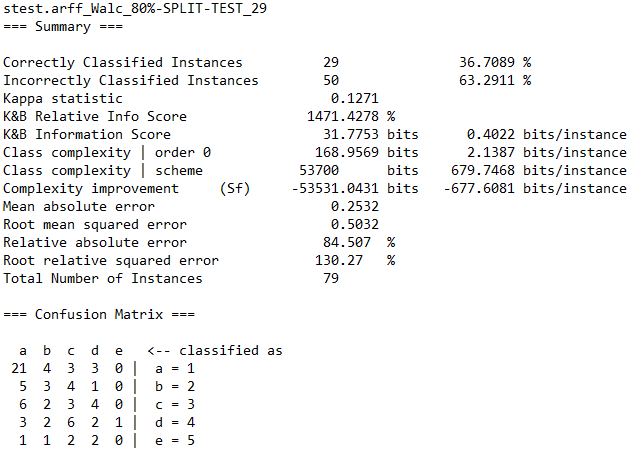 stest.arff_Walc_80%-SPLIT-TEST_29
=== Summary ===

Correctly Classified Instances          29               36.7089 %
Incorrectly Classified Instances        50               63.2911 %
Kappa statistic                          0.1271
K&B Relative Info Score               1471.4278 %
K&B Information Score                   31.7753 bits      0.4022 bits/instance
Class complexity | order 0             168.9569 bits      2.1387 bits/instance
Class complexity | scheme            53700      bits    679.7468 bits/instance
Complexity improvement     (Sf)     -53531.0431 bits   -677.6081 bits/instance
Mean absolute error                      0.2532
Root mean squared error                  0.5032
Relative absolute error                 84.507  %
Root relative squared error            130.27   %
Total Number of Instances               79

=== Confusion Matrix ===

  a  b  c  d  e   <-- classified as
 21  4  3  3  0 |  a = 1
  5  3  4  1  0 |  b = 2
  6  2  3  4  0 |  c = 3
  3  2  6  2  1 |  d = 4
  1  1  2  2  0 |  e = 5